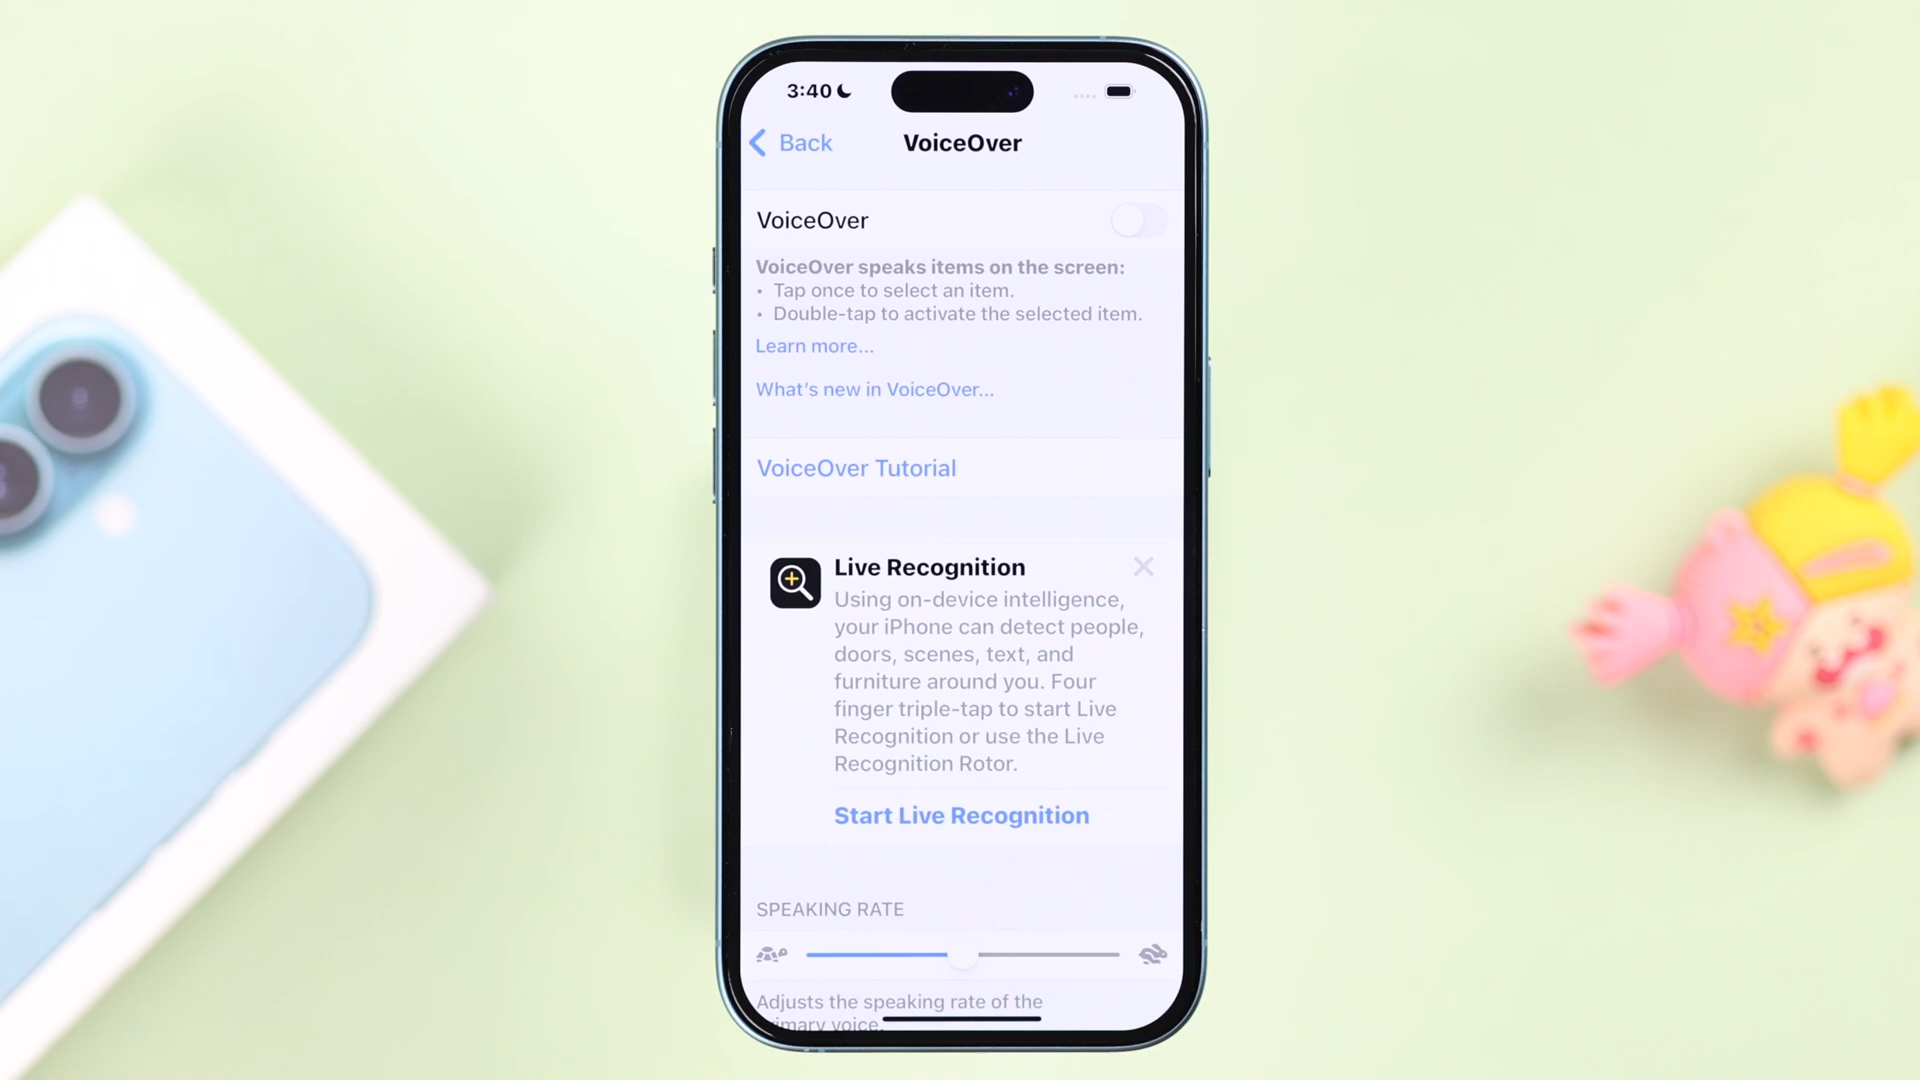 3:40
Back
VoiceOver
VoiceOver
VoiceOver speaks items on the screen:
• Tap once to select an item.
• Double-tap to activate the selected item.
Learn more...
What's new in VoiceOver...
VoiceOver Tutorial
Live Recognition
Using on-device intelligence,
your iPhone can detect people,
doors, scenes, text, and
furniture around you. Four
finger triple-tap to start Live
Recognition or use the Live
Recognition Rotor.
Start Live Recognition
SPEAKING RATE
Adjusts the speaking rate of the
primary voice.